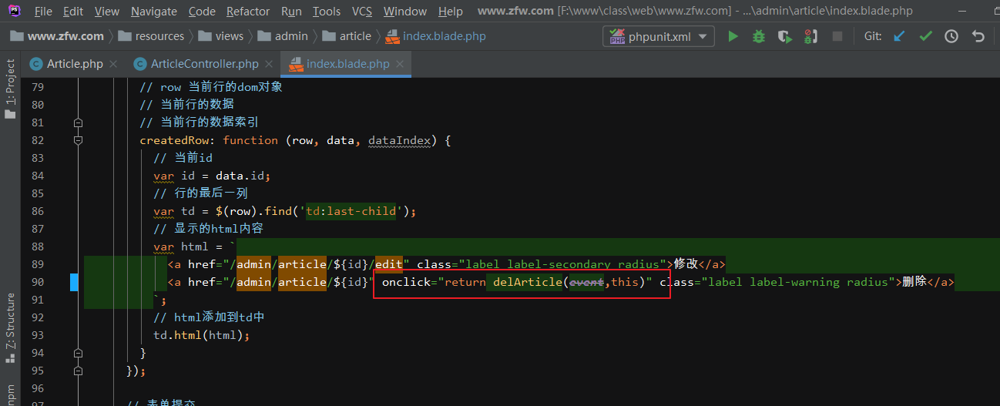 PS File Edit View Navigate Code Refactor Run Tools VCS Window Help www.zfw.com [F:\www\class\web\www.zfw.com] - ...\admin\article\index.blade.php
www.zfw.com resources views admin article index.blade.php PHP phpunit.xml Git:
C Article.php C ArticleController.php index.blade.php
1: Project
79 // row 当前行的dom对象
80 // 当前行的数据
81 // 当前行的数据索引
82 createdRow: function (row, data, dataIndex) {
83 // 当前id
84 var id = data.id;
85 // 行的最后一列
86 var td = $(row).find('td:last-child');
87 // 显示的html内容
88 var html = `
89 <a href="/admin/article/${id}/edit" class="label label-secondary radius">修改</a>
90 <a href="/admin/article/${id}" onclick="return delArticle(event,this)" class="label label-warning radius">删除</a>
91 `;
92 // html添加到td中
93 td.html(html);
94 }
95 });
96
97 // 表单提交
Z: Structure
npm